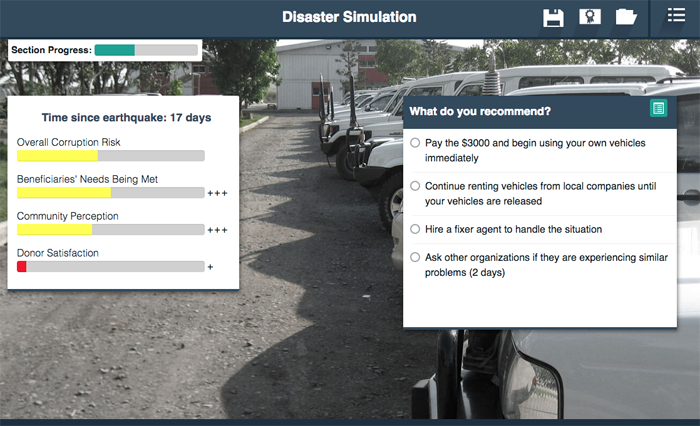 Disaster Simulation
Section Progress:
Time since earthquake: 17 days
Overall Corruption Risk
Beneficiaries' Needs Being Met
+++
Community Perception
+++
Donor Satisfaction
+
What do you recommend?
Pay the $3000 and begin using your own vehicles
immediately
Continue renting vehicles from local companies until
your vehicles are released
Hire a fixer agent to handle the situation
Ask other organizations if they are experiencing similar
problems (2 days)